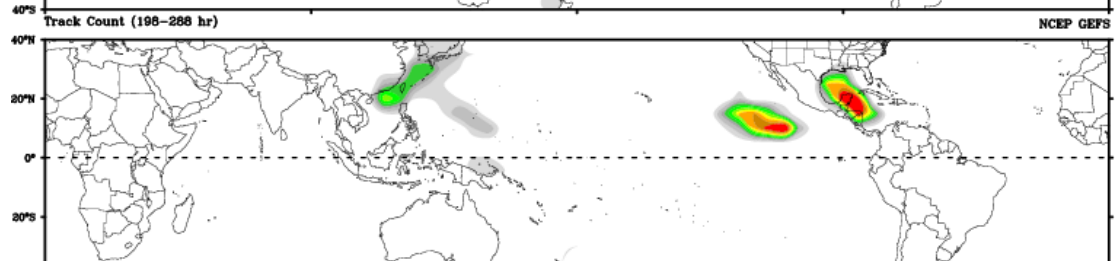 40°S
Track Count (198-288 hr) NCEP GEFS
40°N
20°N
0°
20°S